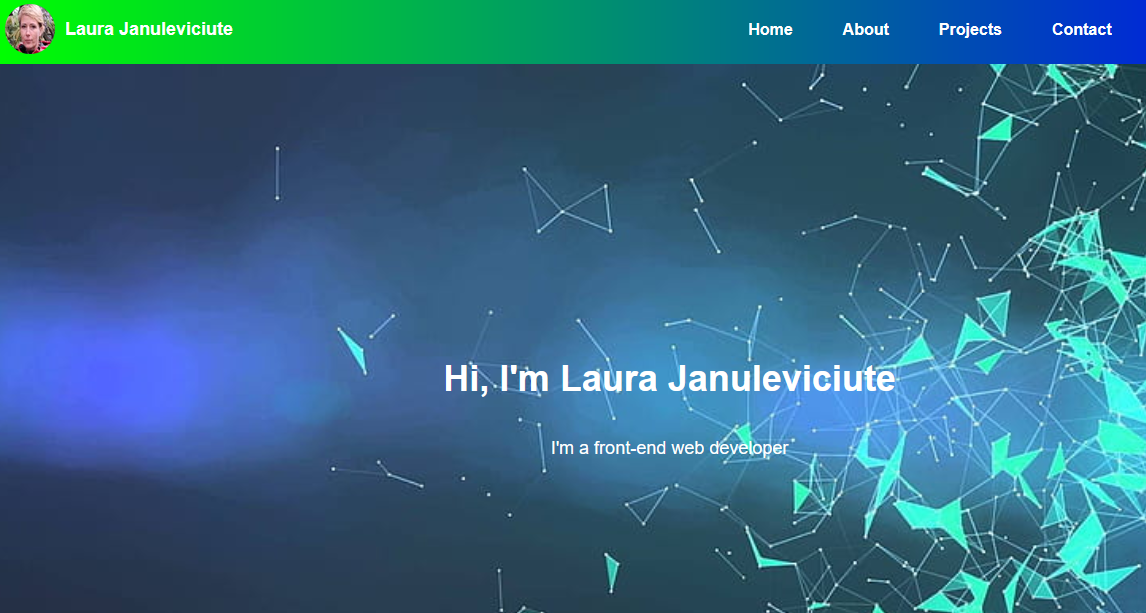 Laura Januleviciute
Home About Projects Contact
Hi, I'm Laura Januleviciute
I'm a front-end web developer